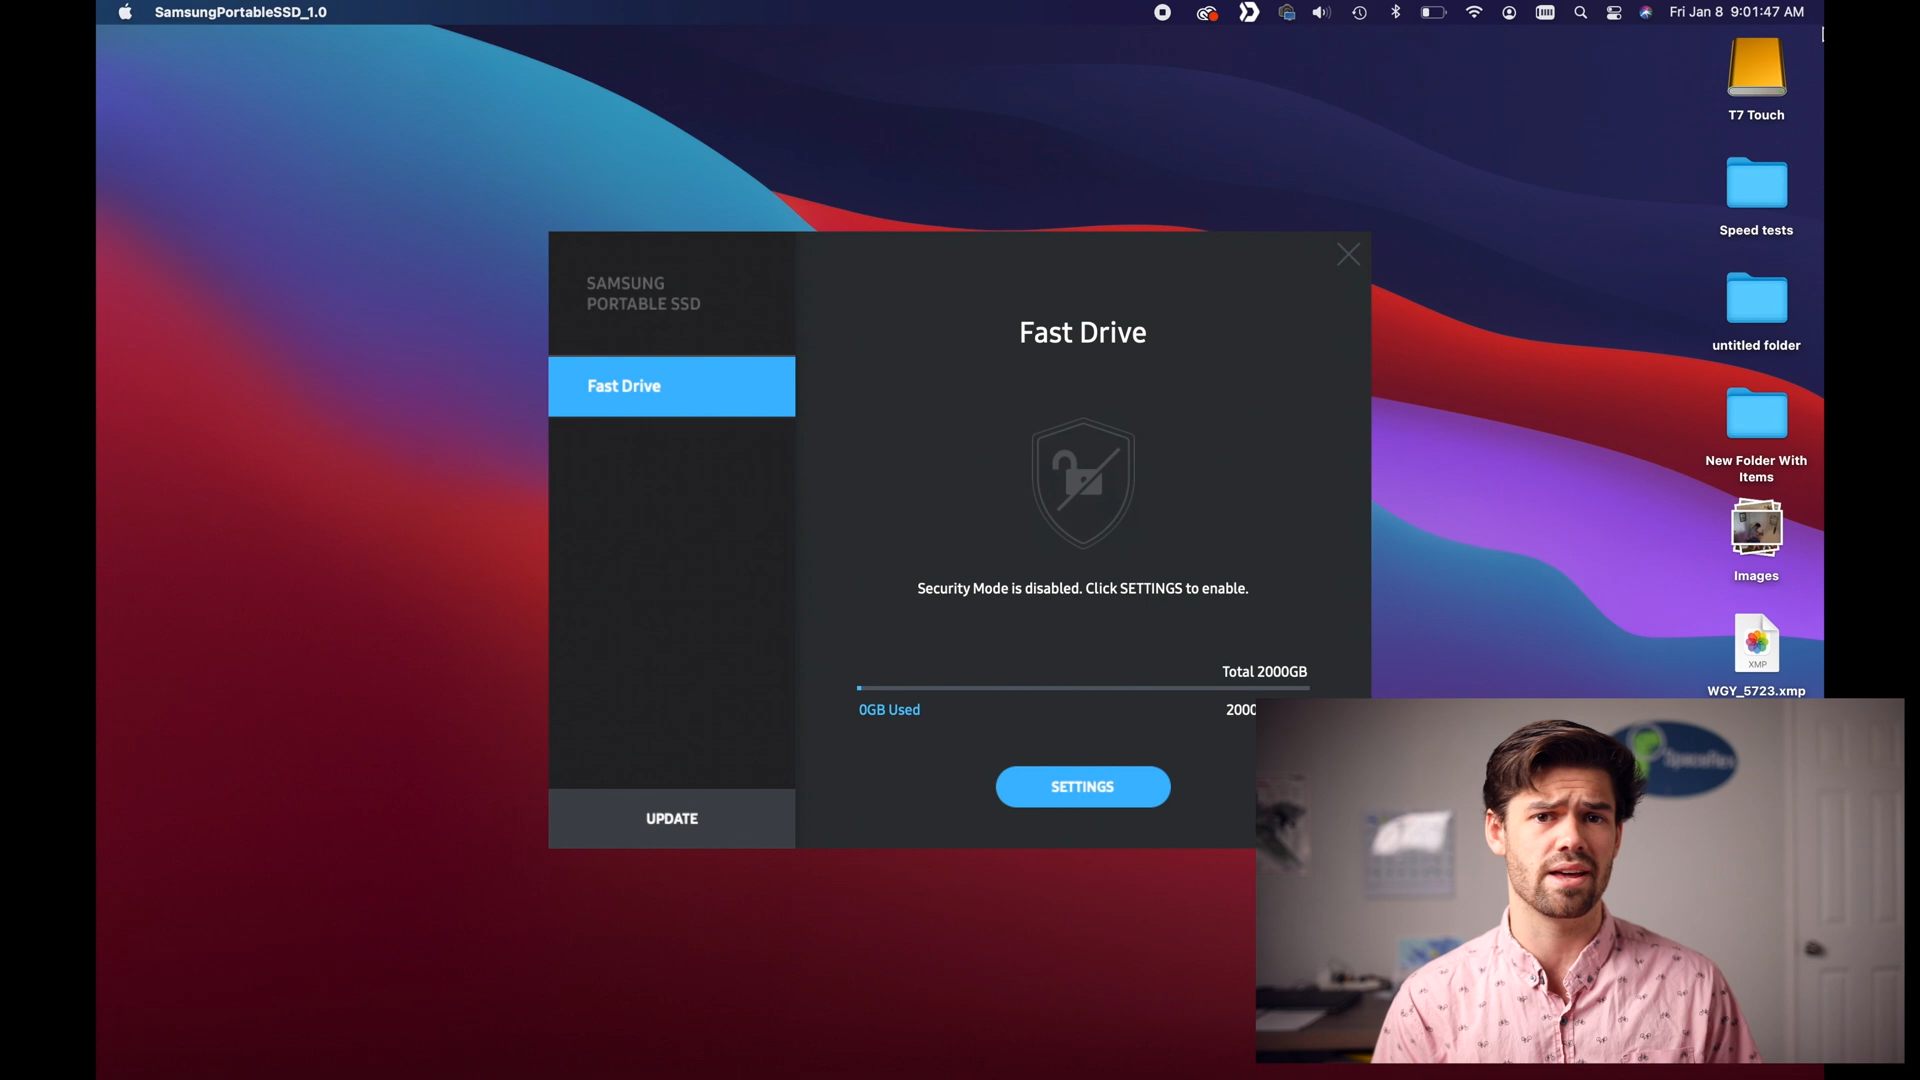 SamsungPortableSSD_1.0
Fri Jan 8 9:01:47 AM
T7 Touch
Speed tests
untitled folder
New Folder With
Items
Images
XMP
WGY_5723.xmp
SAMSUNG
PORTABLE SSD
Fast Drive
UPDATE
Fast Drive
Security Mode is disabled. Click SETTINGS to enable.
Total 2000GB
0GB Used
2000
SETTINGS
SpaceRex